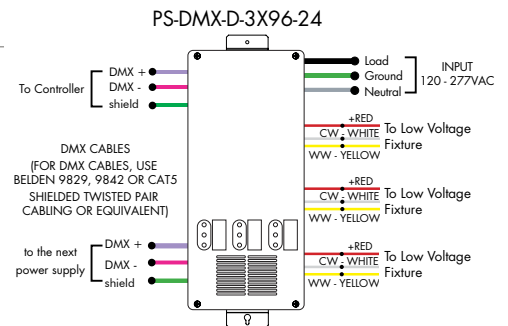 PS-DMX-D-3X96-24
To Controller
DMX +
DMX -
shield
Load
Ground
Neutral
INPUT
120 - 277VAC
+RED
CW - WHITE
WW - YELLOW
To Low Voltage
Fixture
DMX CABLES
(FOR DMX CABLES, USE
BELDEN 9829, 9842 OR CAT5
SHIELDED TWISTED PAIR
CABLING OR EQUIVALENT)
+RED
CW - WHITE
WW - YELLOW
To Low Voltage
Fixture
to the next
power supply
DMX +
DMX -
shield
+RED
CW - WHITE
WW - YELLOW
To Low Voltage
Fixture